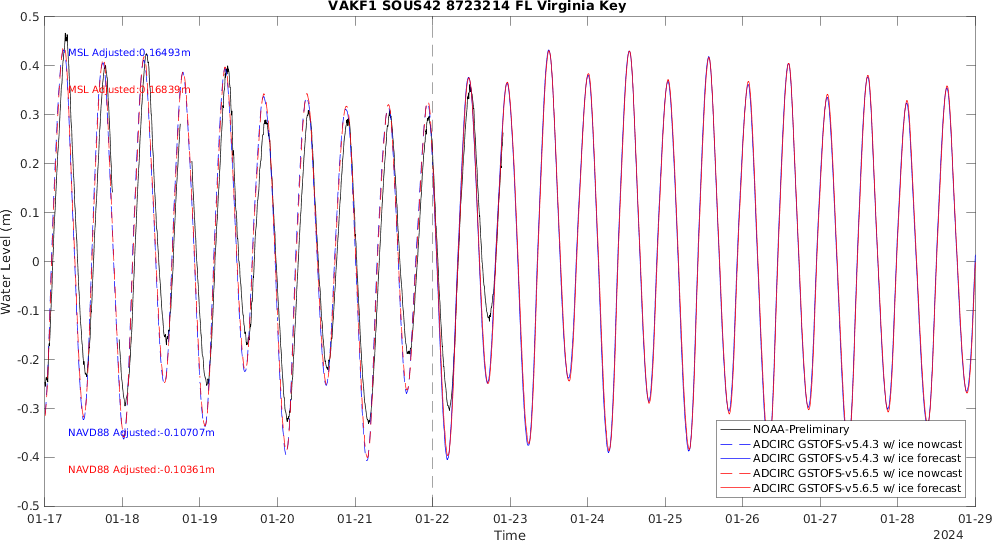 VAKF1 SOUS42 8723214 FL Virginia Key
0.5
0.4
0.3
0.2
0.1
0
-0.1
-0.2
-0.3
-0.4
-0.5
Water Level (m)
MSL Adjusted:0.16493m
MSL Adjusted:0.16839m
NAVD88 Adjusted:-0.10707m
NAVD88 Adjusted:-0.10361m
NOAA-Preliminary
ADCIRC GSTOFS-v5.4.3 w/ ice nowcast
ADCIRC GSTOFS-v5.4.3 w/ ice forecast
ADCIRC GSTOFS-v5.6.5 w/ ice nowcast
ADCIRC GSTOFS-v5.6.5 w/ ice forecast
01-17 01-18 01-19 01-20 01-21 01-22 01-23 01-24 01-25 01-26 01-27 01-28 01-29
Time
2024